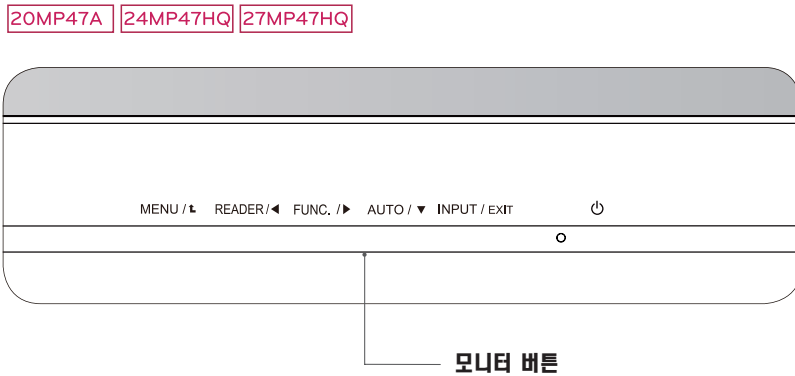 20MP47A 24MP47HQ 27MP47HQ
MENU / ⮤ READER/◀ FUNC. /▶ AUTO / ▼ INPUT / EXIT ⏻
모니터 버튼